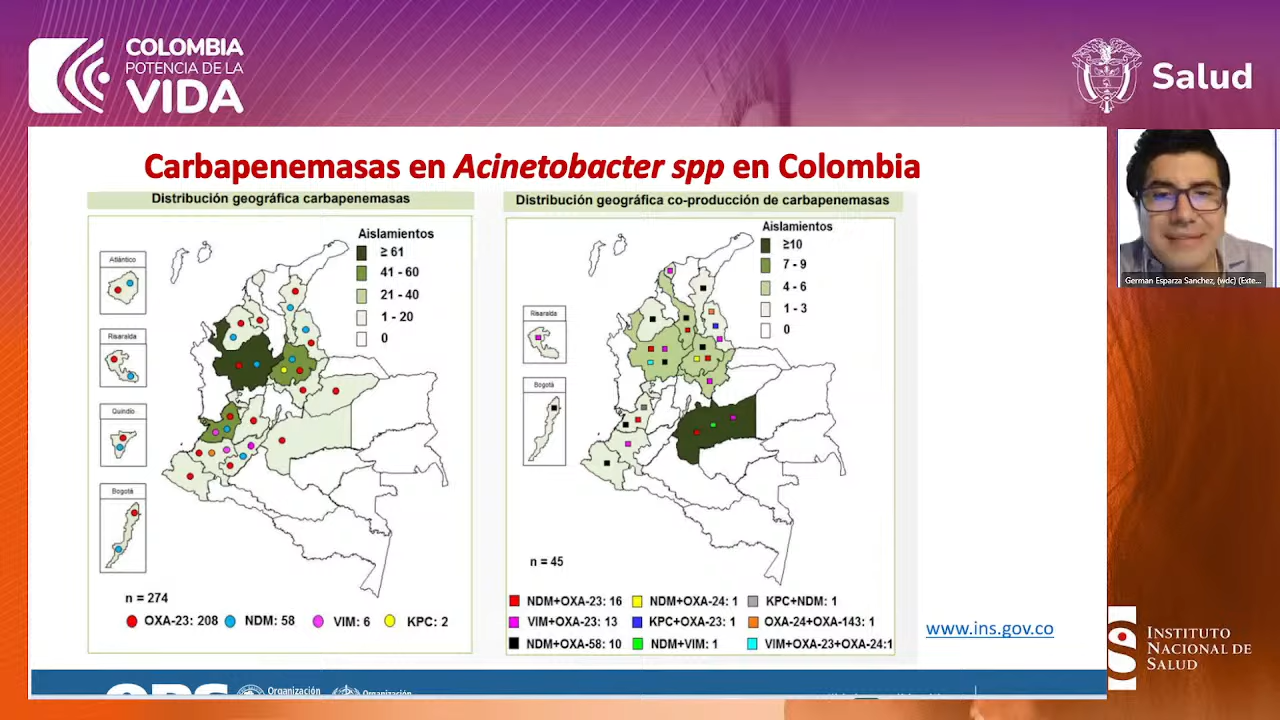 COLOMBIA
POTENCIA DE LA
VIDA
Salud
Carbapenemasas en Acinetobacter spp en Colombia
Distribución geográfica carbapenemasas
Aislamientos
≥ 61
41 - 60
21 - 40
1 - 20
0
Atlántico
Risaralda
Quindío
Bogotá
n = 274
OXA-23: 208
NDM: 58
VIM: 6
KPC: 2
Distribución geográfica co-producción de carbapenemasas
Aislamientos
≥10
7 - 9
4 - 6
1 - 3
0
Risaralda
Bogotá
n = 45
NDM+OXA-23: 16
NDM+OXA-24: 1
KPC+NDM: 1
VIM+OXA-23: 13
KPC+OXA-23: 1
OXA-24+OXA-143: 1
NDM+OXA-58: 10
NDM+VIM: 1
VIM+OXA-23+OXA-24:1
www.ins.gov.co
German Esparza Sanchez, (wdc) (Exte...
INSTITUTO
NACIONAL DE
SALUD
OPS
Organización
Organización